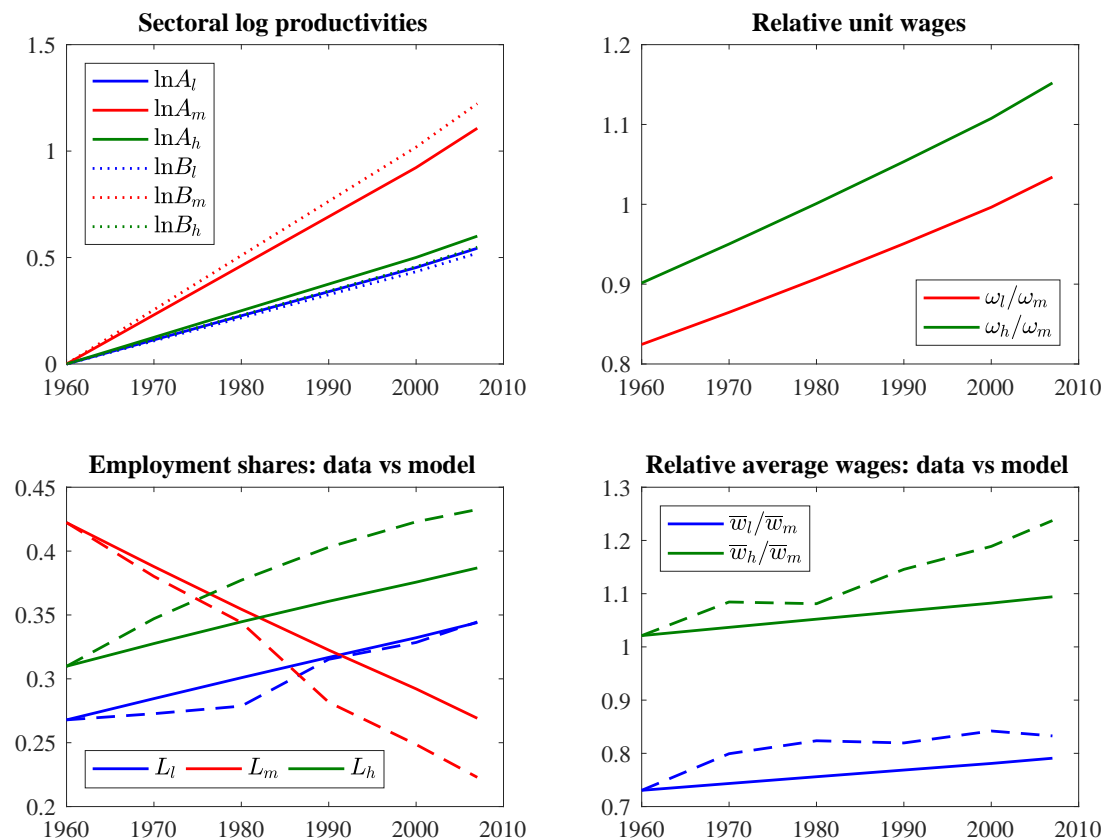 Sectoral log productivities
1.5
1
0.5
0
1960 1970 1980 1990 2000 2010
lnA_l
lnA_m
lnA_h
lnB_l
lnB_m
lnB_h
Relative unit wages
1.2
1.1
1
0.9
0.8
1960 1970 1980 1990 2000 2010
ω_l/ω_m
ω_h/ω_m
Employment shares: data vs model
0.45
0.4
0.35
0.3
0.25
0.2
1960 1970 1980 1990 2000 2010
L_l L_m L_h
Relative average wages: data vs model
1.3
1.2
1.1
1
0.9
0.8
0.7
1960 1970 1980 1990 2000 2010
w̅_l/w̅_m
w̅_h/w̅_m